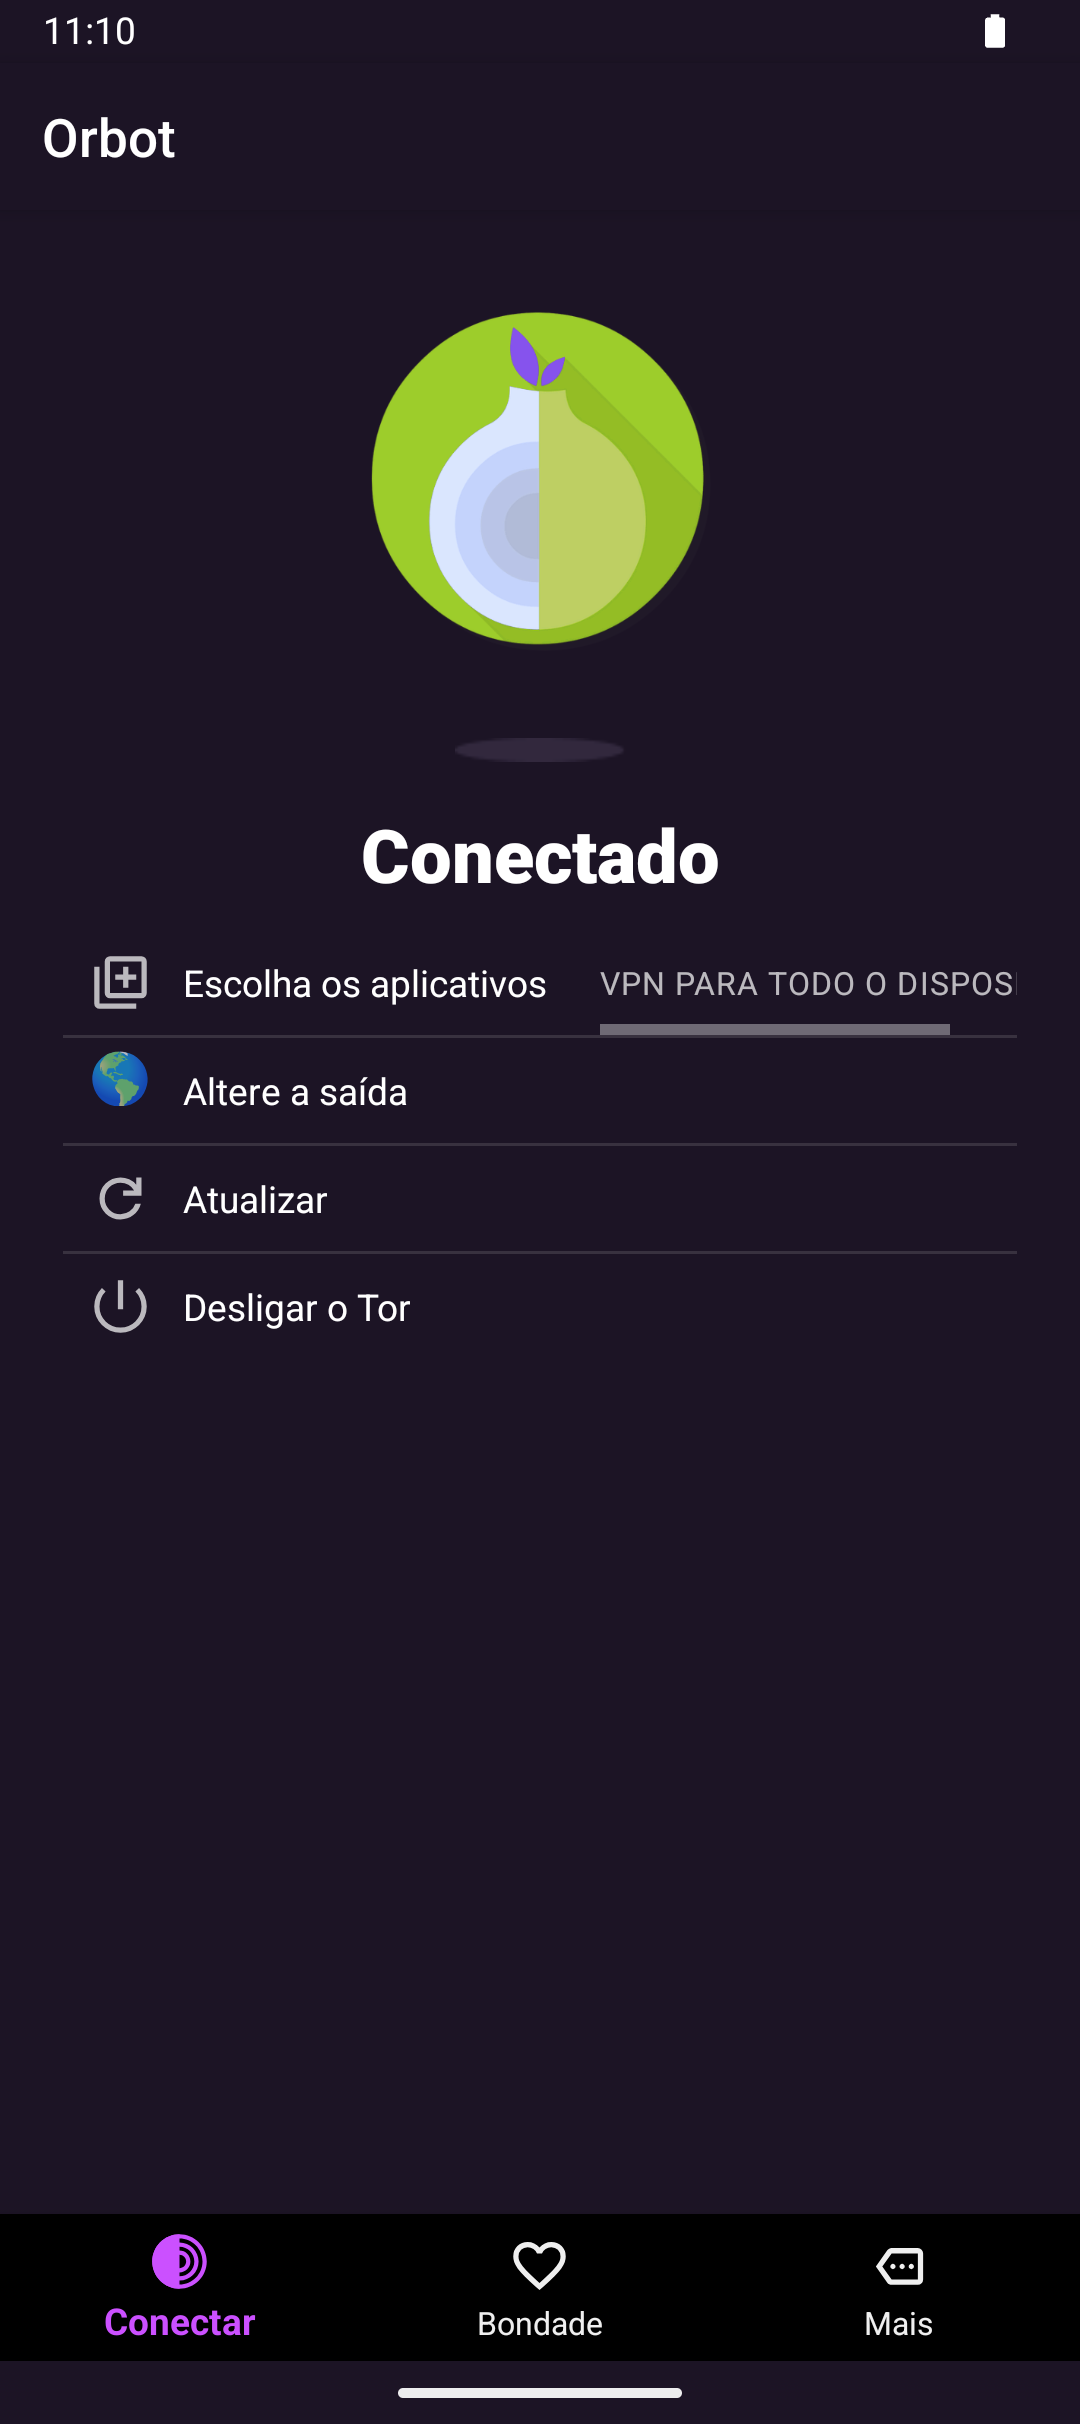 11:10
Orbot
Conectado
Escolha os aplicativos
VPN PARA TODO O DISPOSI
Altere a saída
Atualizar
Desligar o Tor
Conectar
Bondade
Mais